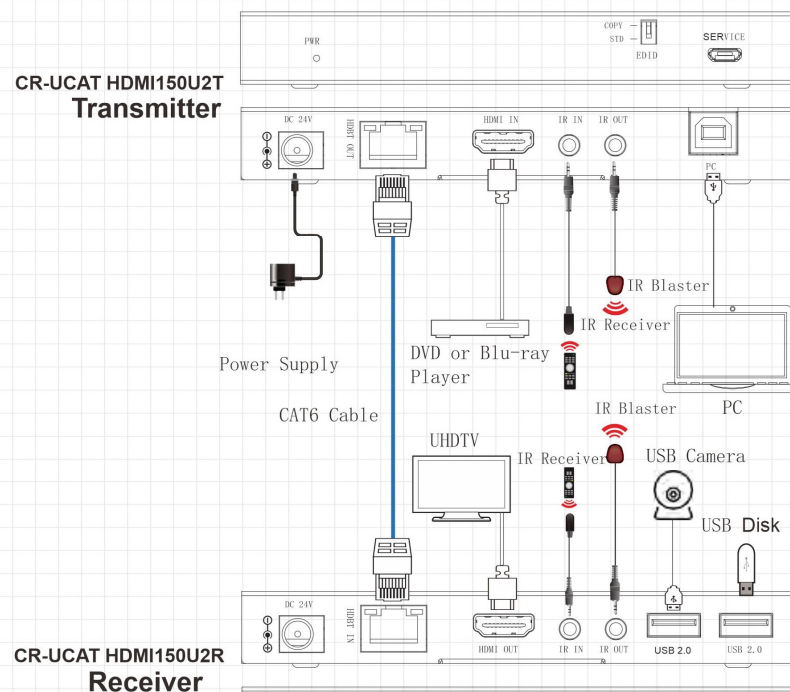 COPY
STD
EDID
PWR
SERVICE
CR-UCAT HDMI150U2T
Transmitter
DC 24V
HDBT OUT
HDMI IN
IR IN
IR OUT
PC
IR Blaster
IR Receiver
Power Supply
DVD or Blu-ray
Player
PC
CAT6 Cable
IR Blaster
UHDTV
IR Receiver
USB Camera
USB Disk
DC 24V
HDBT IN
HDMI OUT
IR IN
IR OUT
USB 2.0
USB 2.0
CR-UCAT HDMI150U2R
Receiver